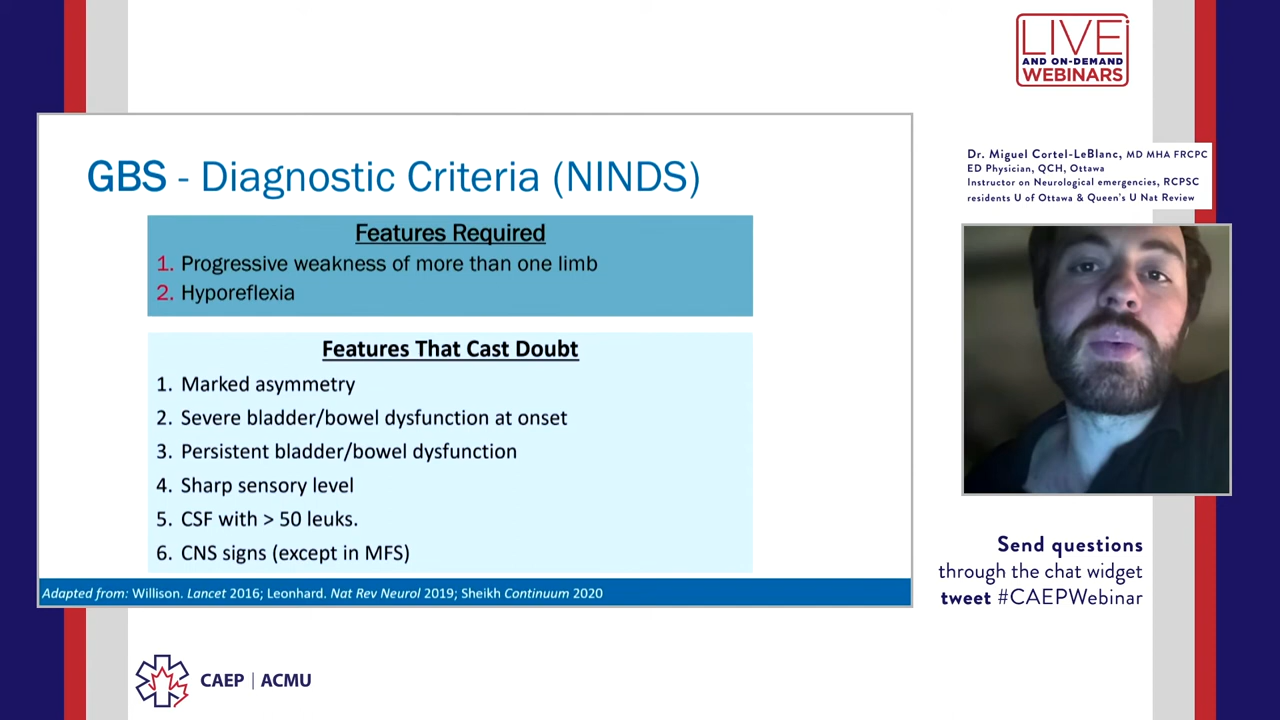 LIVE
AND ON-DEMAND
WEBINARS
Dr. Miguel Cortel-LeBlanc, MD MHA FRCPC
ED Physician, QCH, Ottawa
Instructor on Neurological emergencies, RCPSC
residents U of Ottawa & Queen's U Nat Review
GBS - Diagnostic Criteria (NINDS)
Features Required
1. Progressive weakness of more than one limb
2. Hyporeflexia
Features That Cast Doubt
1. Marked asymmetry
2. Severe bladder/bowel dysfunction at onset
3. Persistent bladder/bowel dysfunction
4. Sharp sensory level
5. CSF with > 50 leuks.
6. CNS signs (except in MFS)
Adapted from: Willison. Lancet 2016; Leonhard. Nat Rev Neurol 2019; Sheikh Continuum 2020
Send questions
through the chat widget
tweet #CAEPWebinar
CAEP | ACMU